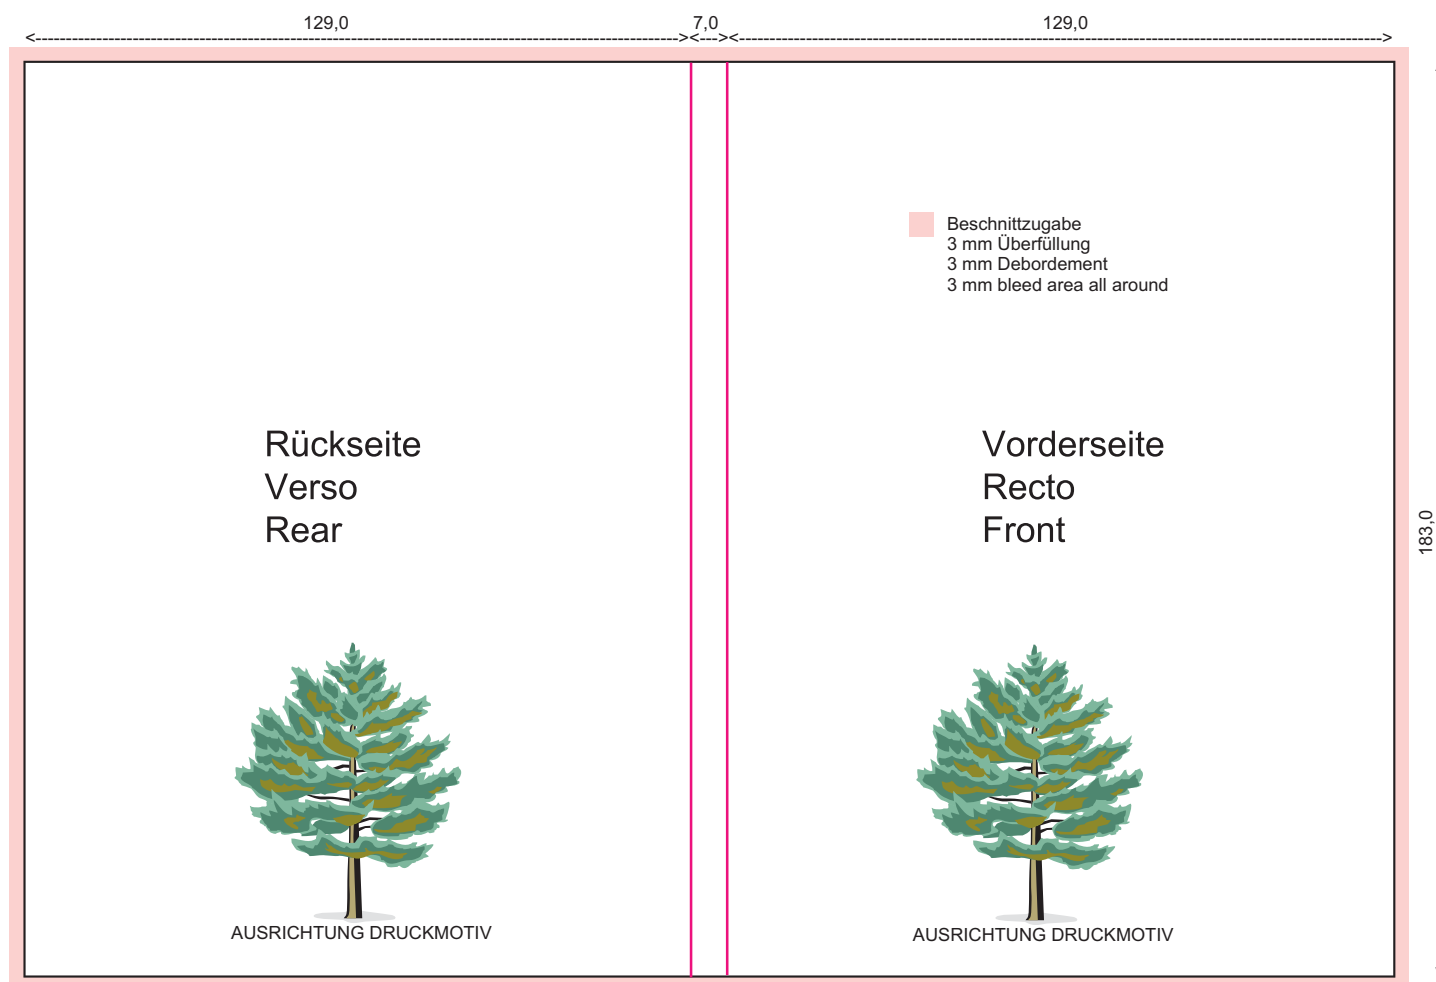 129,0
7,0
129,0
<---------------------------------------------------------------------------------------------------------><---><--------------------------------------------------------------------------------------------------------->
Beschnittzugabe
3 mm Überfüllung
3 mm Debordement
3 mm bleed area all around
Rückseite
Verso
Rear
Vorderseite
Recto
Front
183,0
AUSRICHTUNG DRUCKMOTIV
AUSRICHTUNG DRUCKMOTIV